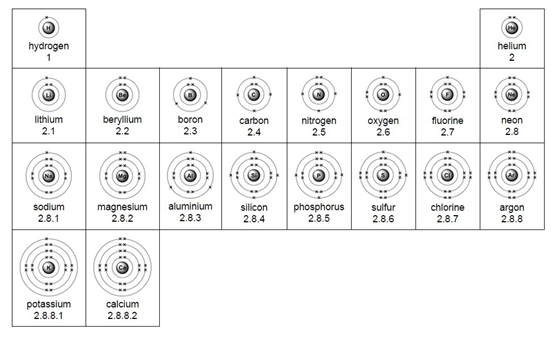 H He
hydrogen helium
1 2
Li Be B C N O F Ne
lithium beryllium boron carbon nitrogen oxygen fluorine neon
2.1 2.2 2.3 2.4 2.5 2.6 2.7 2.8
Na Mg Al Si P S Cl Ar
sodium magnesium aluminium silicon phosphorus sulfur chlorine argon
2.8.1 2.8.2 2.8.3 2.8.4 2.8.5 2.8.6 2.8.7 2.8.8
K Ca
potassium calcium
2.8.8.1 2.8.8.2